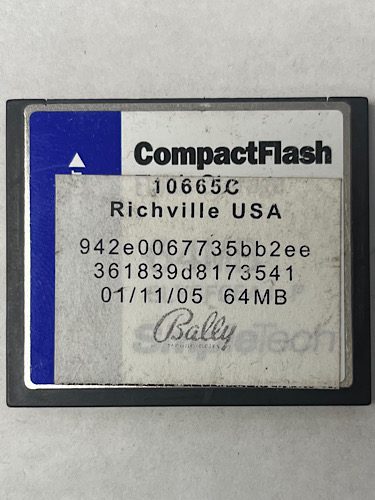 CompactFlash
10665C
Richville USA
942e0067735bb2ee
361839d8173541
01/11/05 64MB
Bally